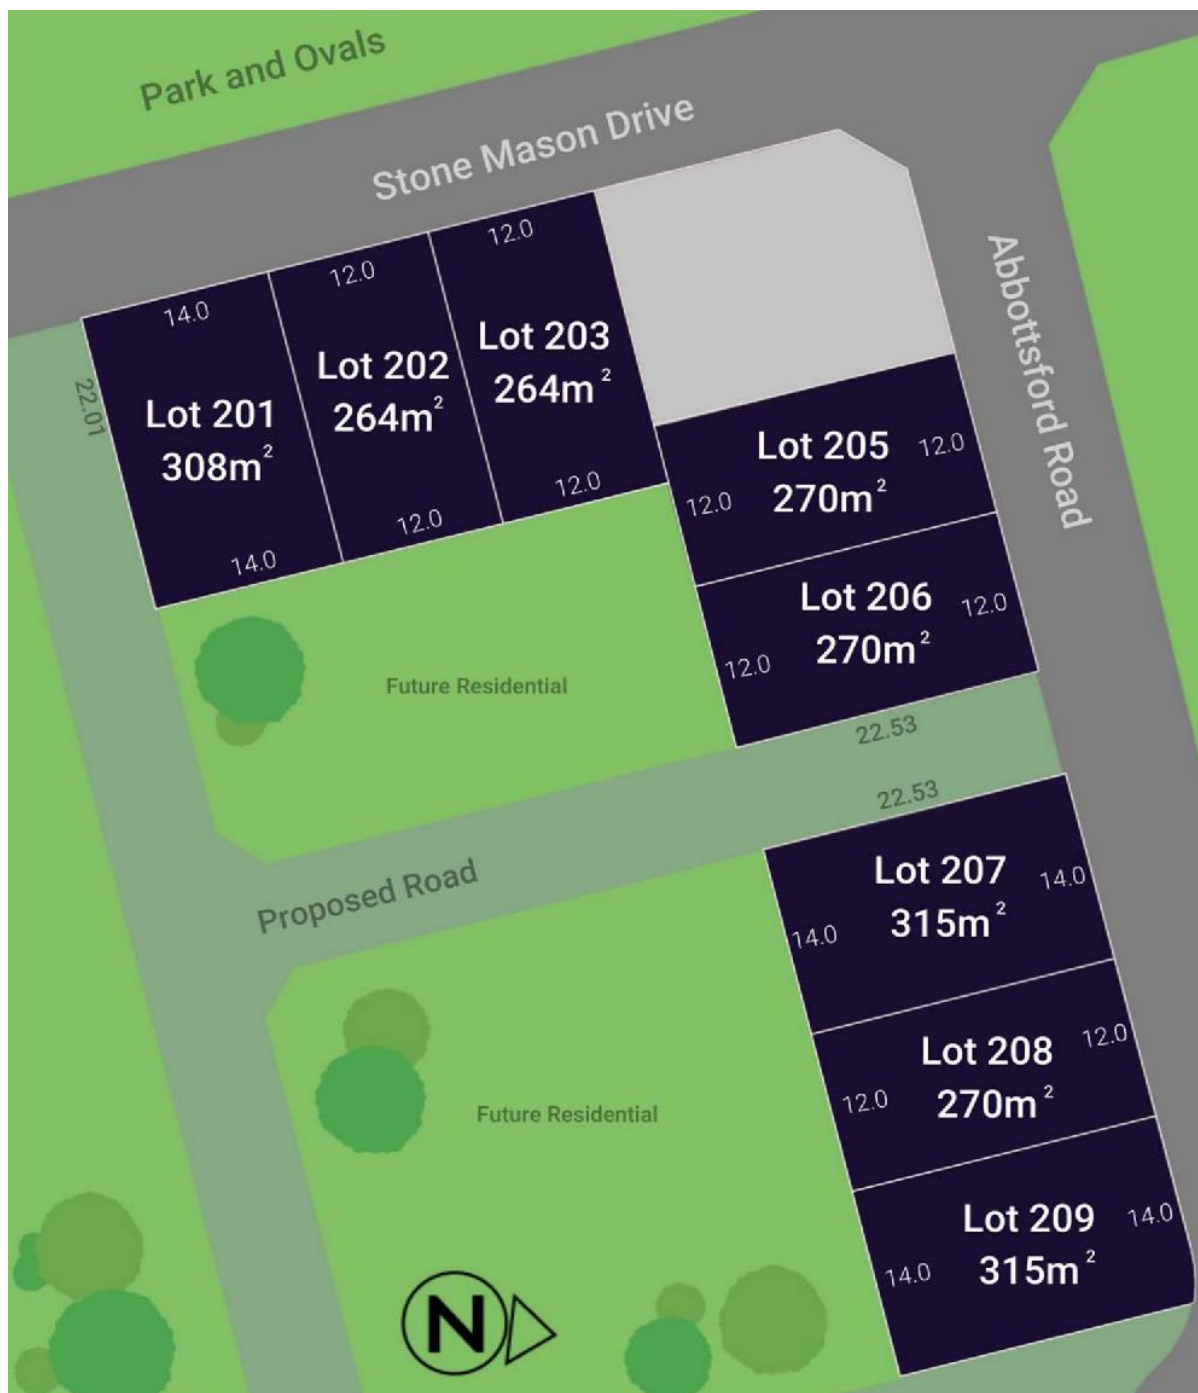 Park and Ovals
Stone Mason Drive
Abbottsford Road
14.0
12.0
12.0
22.01
Lot 201
308m²
Lot 202
264m²
Lot 203
264m²
14.0
12.0
12.0
Lot 205
270m²
12.0
12.0
Lot 206
270m²
12.0
12.0
22.53
Future Residential
Proposed Road
22.53
Lot 207
315m²
14.0
14.0
Lot 208
270m²
12.0
12.0
Future Residential
Lot 209
315m²
14.0
14.0
N